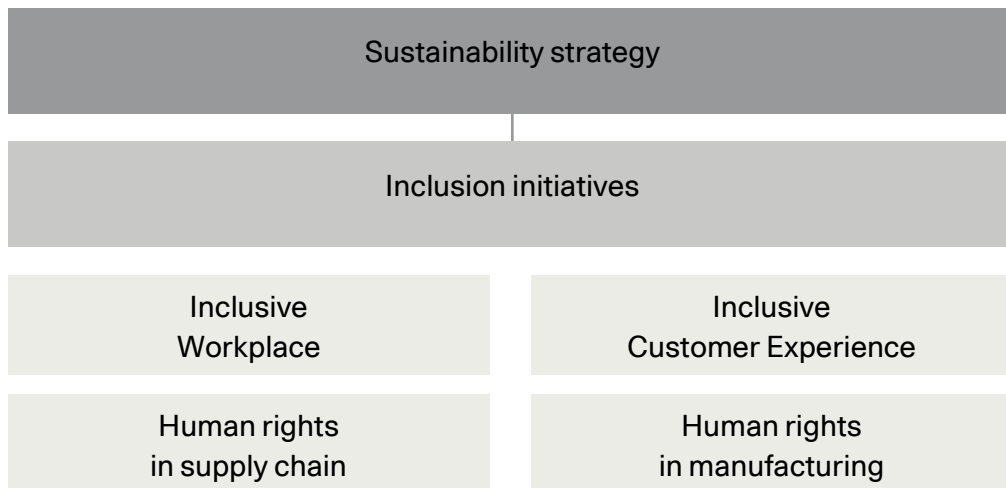 Sustainability strategy
Inclusion initiatives
Inclusive
Workplace
Inclusive
Customer Experience
Human rights
in supply chain
Human rights
in manufacturing